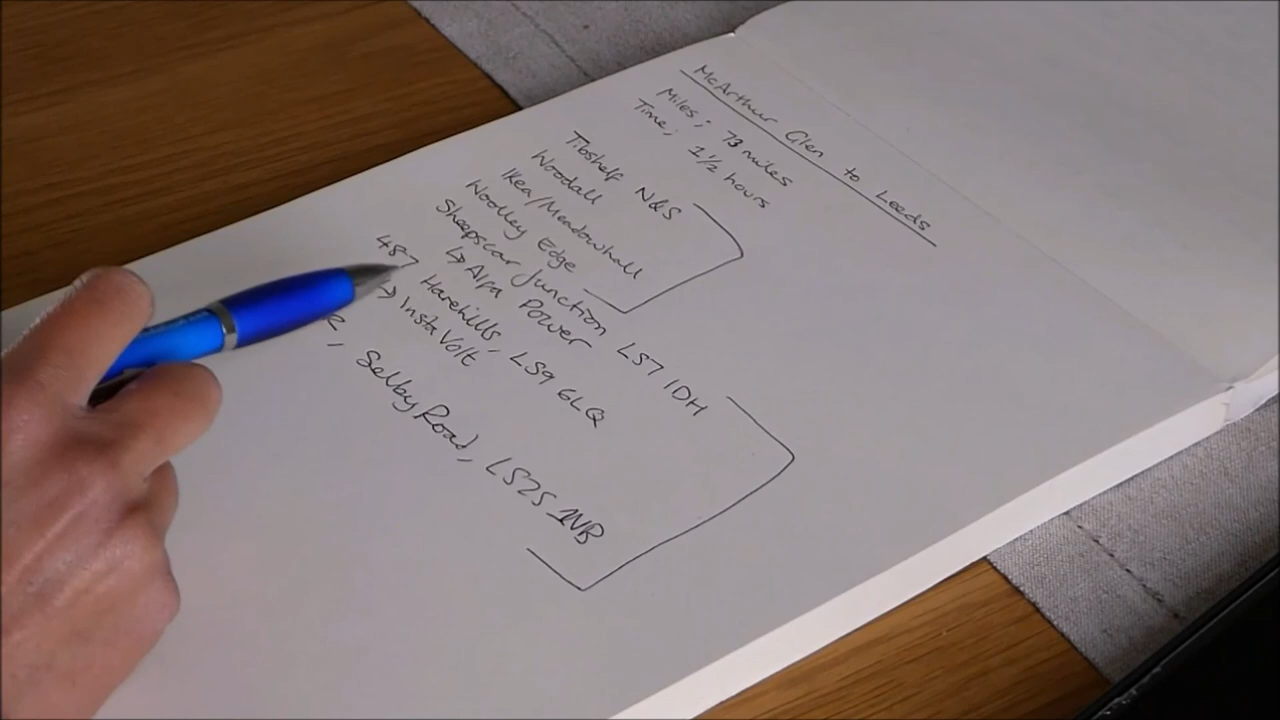 McArthur Glen to Leeds
Miles; 73 miles
Time; 1½ hours
Tibshelf N&S
Woodall
Ikea/Meadowhall
Woolley Edge
Sheepscar Junction LS7 1DH
↳ Alfa Power
487 Harehills, LS9 6LQ
↳ InstaVolt
, Selby Road, LS25 1NB